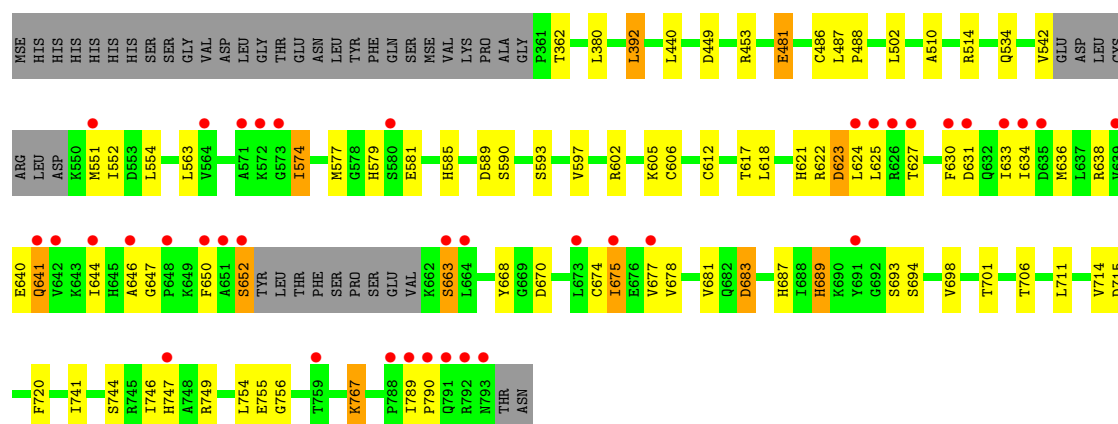 MSE HIS HIS HIS HIS HIS HIS SER SER GLY VAL ASP LEU GLY THR GLU ASN LEU TYR PHE GLN SER MSE VAL LYS PRO ALA GLY P361 T362 L380 L392 L440 D449 R453 E481 C486 L487 P488 L502 A510 R514 Q534 V542 GLU ASP LEU CYS
ARG LEU ASP K550 M551 I552 D553 L554 L563 V564 A571 K572 G573 I574 M577 G578 H579 S580 E581 H585 D589 S590 S593 V597 R602 K605 C606 C612 T617 L618 H621 R622 D623 L624 L625 R626 T627 F630 D631 Q632 I633 I634 D635 M636 L637 R638 V639
E640 Q641 V642 K643 I644 H645 A646 G647 P648 K649 F650 A651 S652 TYR LEU THR PHE SER PRO SER GLU VAL K662 S663 L664 Y668 G669 D670 L673 C674 I675 E676 V677 V678 V681 Q682 D683 H687 I688 H689 K690 Y691 G692 S693 S694 V698 T701 T706 L711 V714 D715
F720 I741 S744 R745 I746 H747 A748 R749 L754 E755 G756 T759 K767 P788 I789 P790 Q791 R792 N793 THR ASN